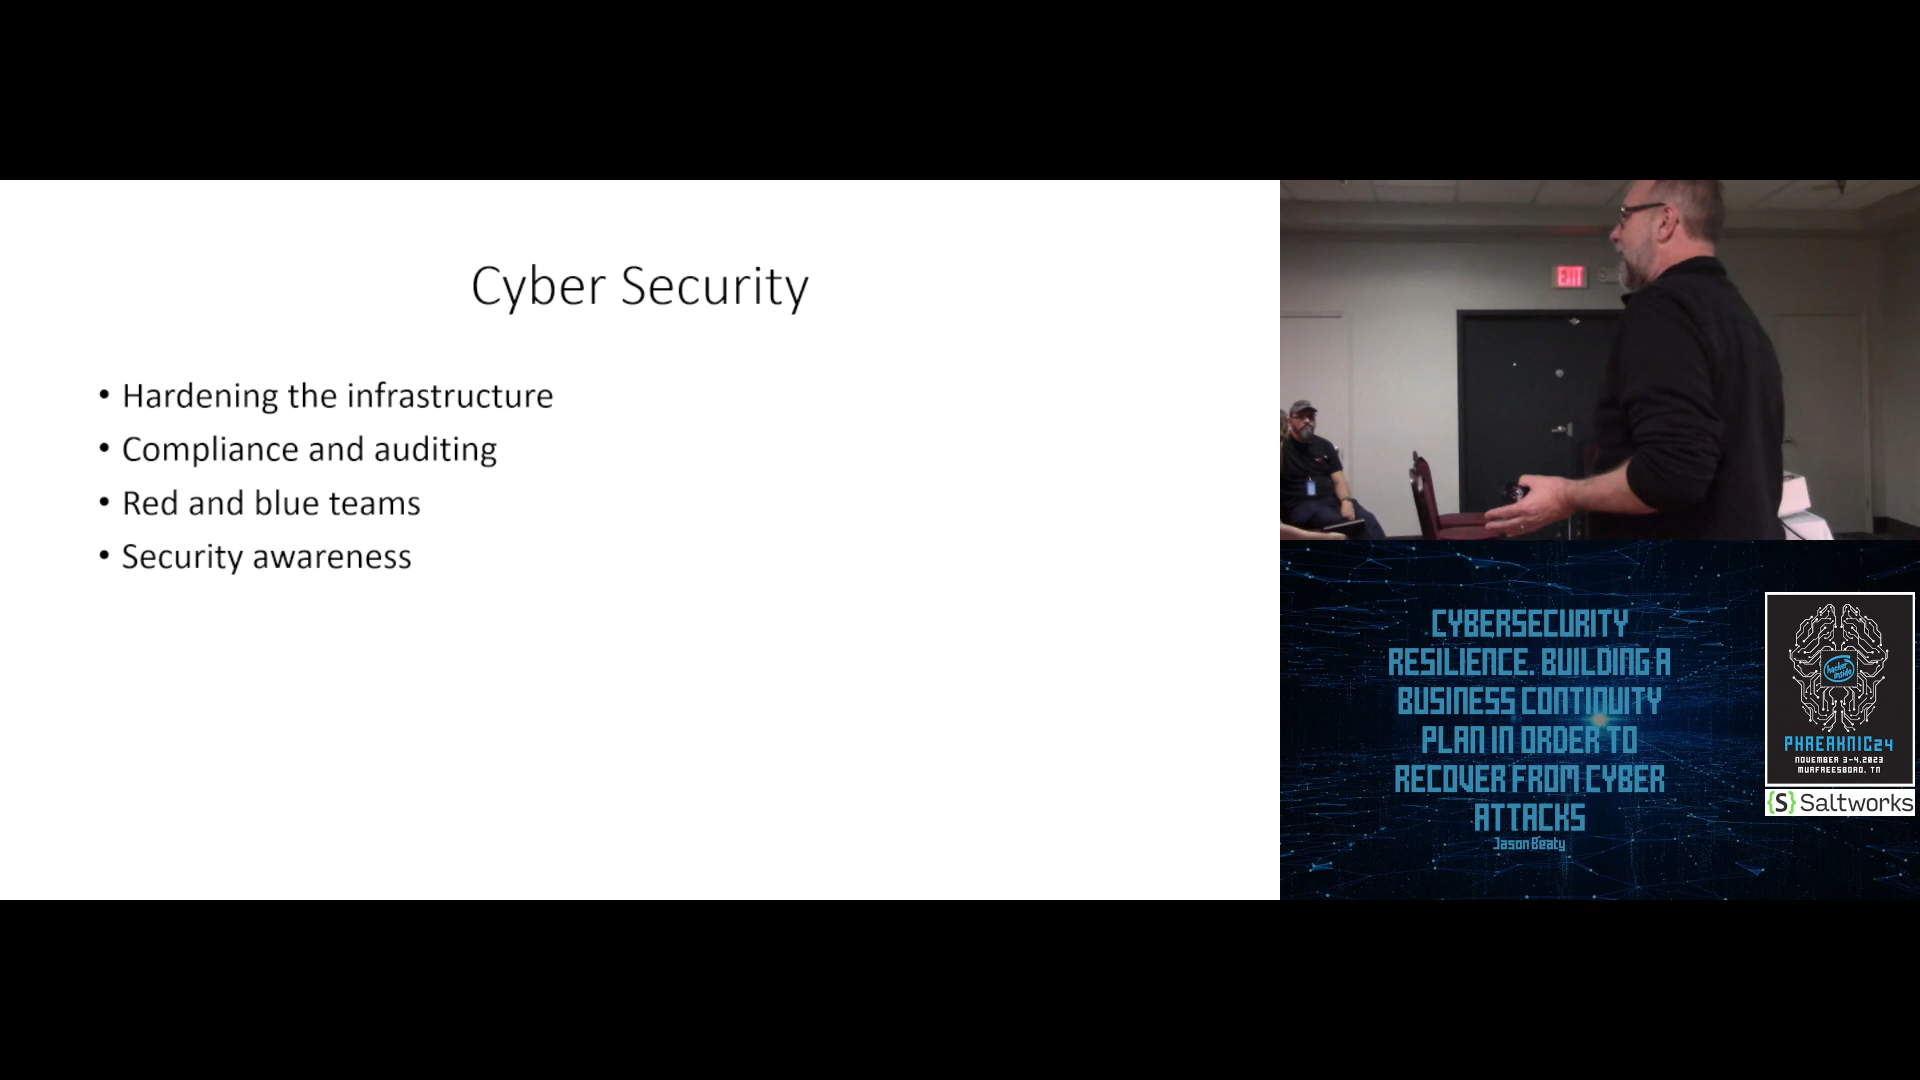 Cyber Security
• Hardening the infrastructure
• Compliance and auditing
• Red and blue teams
• Security awareness
EXIT
CYBERSECURITY
RESILIENCE. BUILDING A
BUSINESS CONTINUITY
PLAN IN ORDER TO
RECOVER FROM CYBER
ATTACKS
Jason Beaty
hacker
inside
PHREAKNIC24
NOVEMBER 3-4.2023
MURFREESBORO, TN
{S} Saltworks